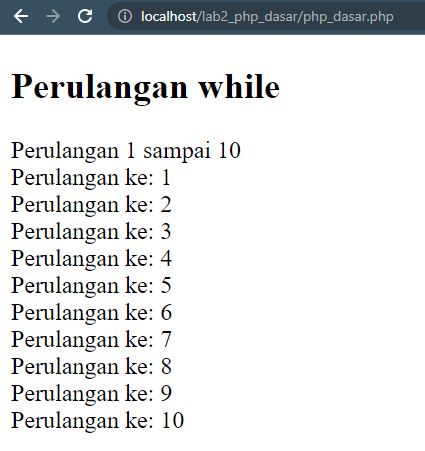 localhost/lab2_php_dasar/php_dasar.php
Perulangan while
Perulangan 1 sampai 10
Perulangan ke: 1
Perulangan ke: 2
Perulangan ke: 3
Perulangan ke: 4
Perulangan ke: 5
Perulangan ke: 6
Perulangan ke: 7
Perulangan ke: 8
Perulangan ke: 9
Perulangan ke: 10